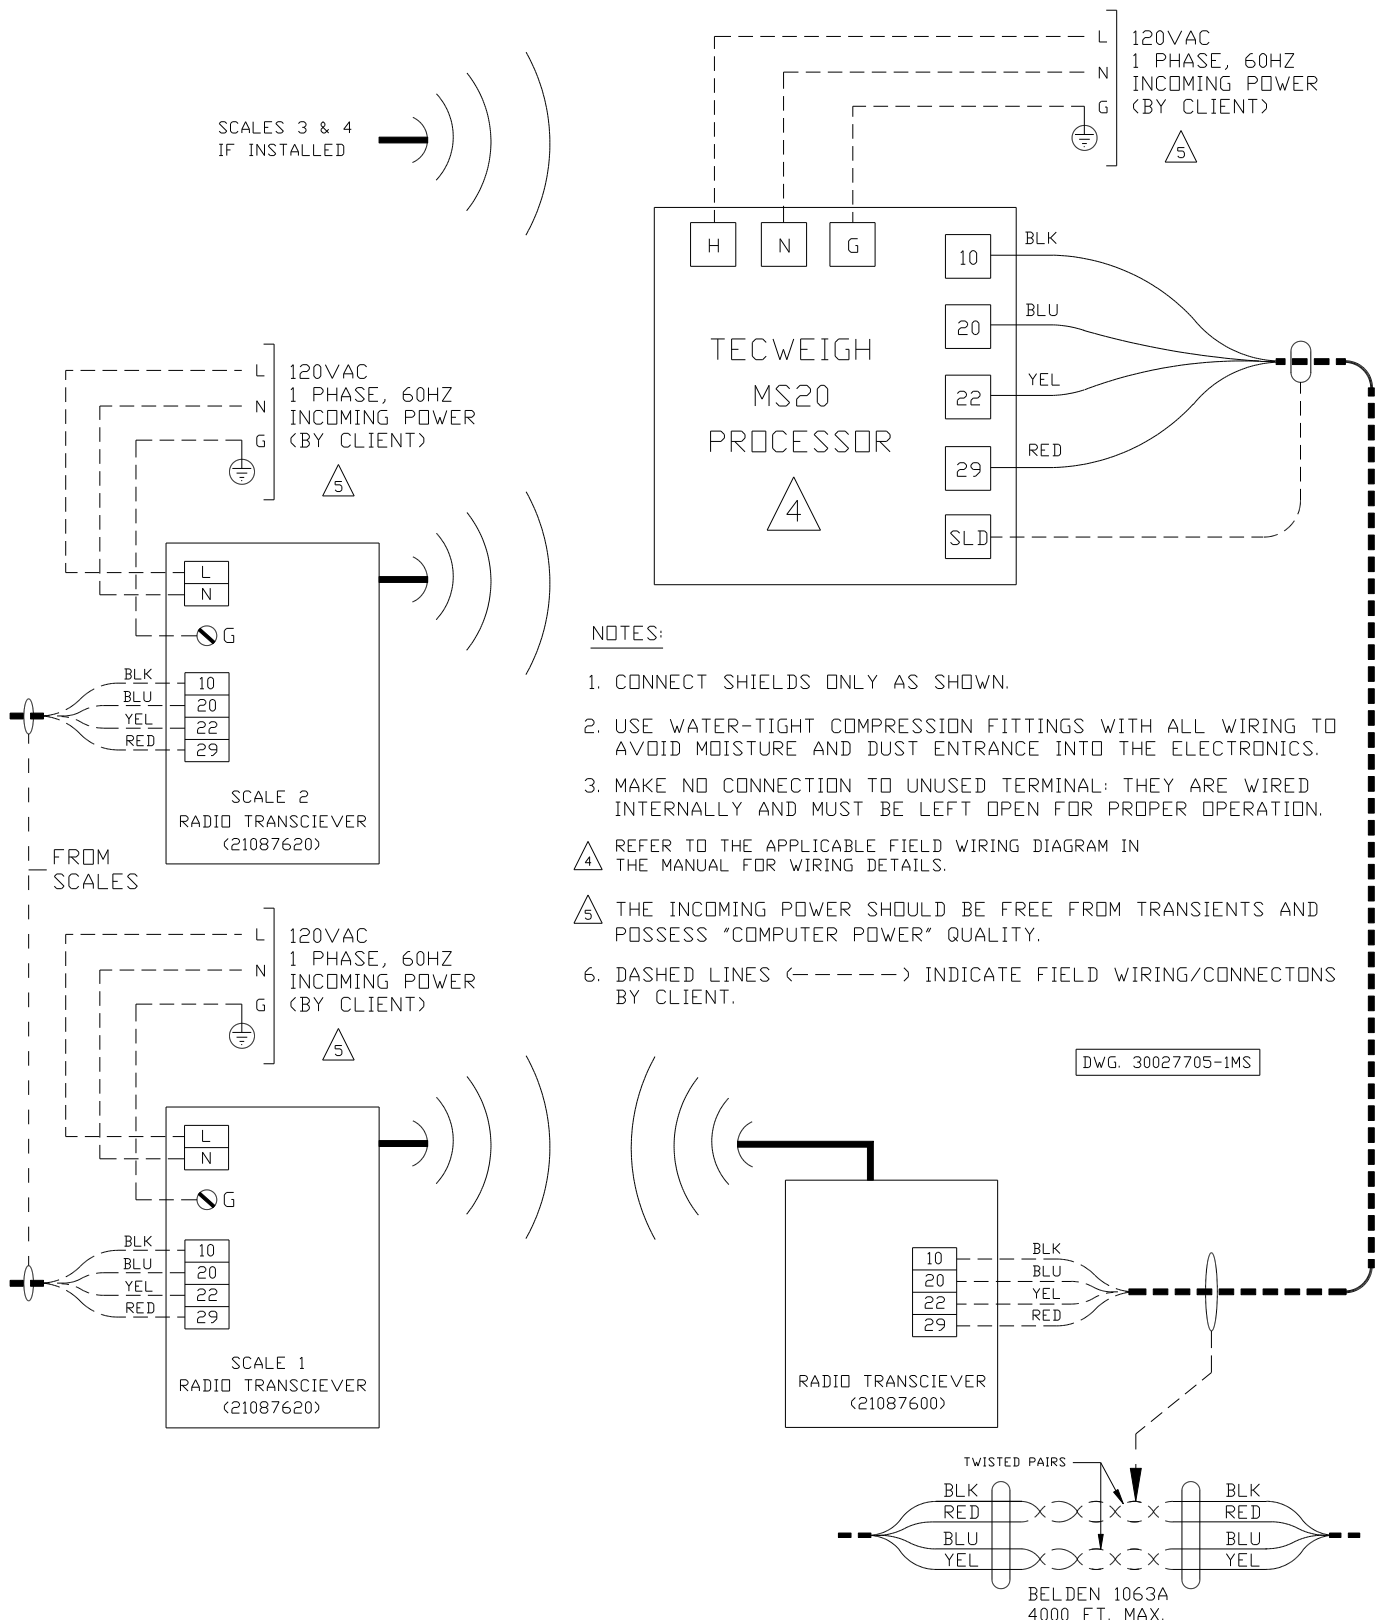 SCALES 3 & 4
IF INSTALLED
L
N
G
120VAC
1 PHASE, 60HZ
INCOMING POWER
(BY CLIENT)
5
H
N
G
10
BLK
20
BLU
22
YEL
29
RED
SLD
TECWEIGH
MS20
PROCESSOR
4
L
N
G
120VAC
1 PHASE, 60HZ
INCOMING POWER
(BY CLIENT)
5
L
N
G
BLK
BLU
YEL
RED
10
20
22
29
SCALE 2
RADIO TRANSCIEVER
(21087620)
FROM
SCALES
NOTES:
1. CONNECT SHIELDS ONLY AS SHOWN.
2. USE WATER-TIGHT COMPRESSION FITTINGS WITH ALL WIRING TO
AVOID MOISTURE AND DUST ENTRANCE INTO THE ELECTRONICS.
3. MAKE NO CONNECTION TO UNUSED TERMINAL: THEY ARE WIRED
INTERNALLY AND MUST BE LEFT OPEN FOR PROPER OPERATION.
4 REFER TO THE APPLICABLE FIELD WIRING DIAGRAM IN
THE MANUAL FOR WIRING DETAILS.
5 THE INCOMING POWER SHOULD BE FREE FROM TRANSIENTS AND
POSSESS "COMPUTER POWER" QUALITY.
6. DASHED LINES (-----) INDICATE FIELD WIRING/CONNECTONS
BY CLIENT.
DWG. 30027705-1MS
L
N
G
120VAC
1 PHASE, 60HZ
INCOMING POWER
(BY CLIENT)
5
L
N
G
BLK
BLU
YEL
RED
10
20
22
29
SCALE 1
RADIO TRANSCIEVER
(21087620)
10
20
22
29
BLK
BLU
YEL
RED
RADIO TRANSCIEVER
(21087600)
TWISTED PAIRS
BLK
RED
BLU
YEL
BLK
RED
BLU
YEL
BELDEN 1063A
4000 FT. MAX.